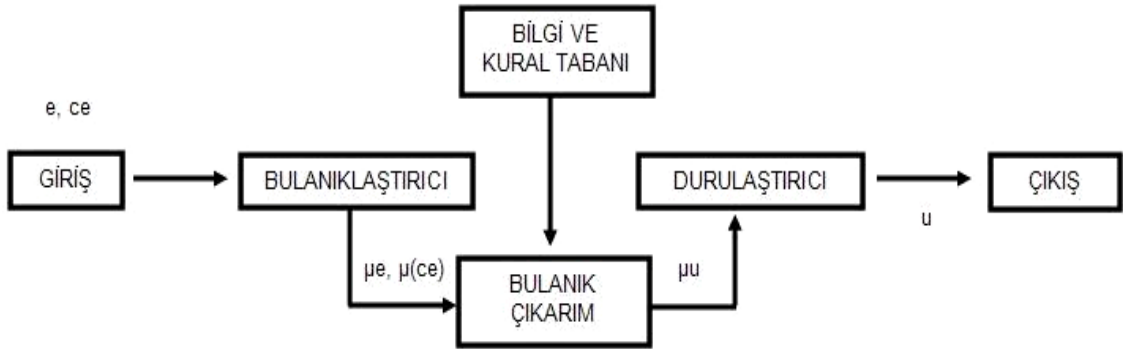 BİLGİ VE
KURAL TABANI
e, ce
GİRİŞ
BULANIKLAŞTIRICI
DURULAŞTIRICI
ÇIKIŞ
u
µe, µ(ce)
BULANIK
ÇIKARIM
µu